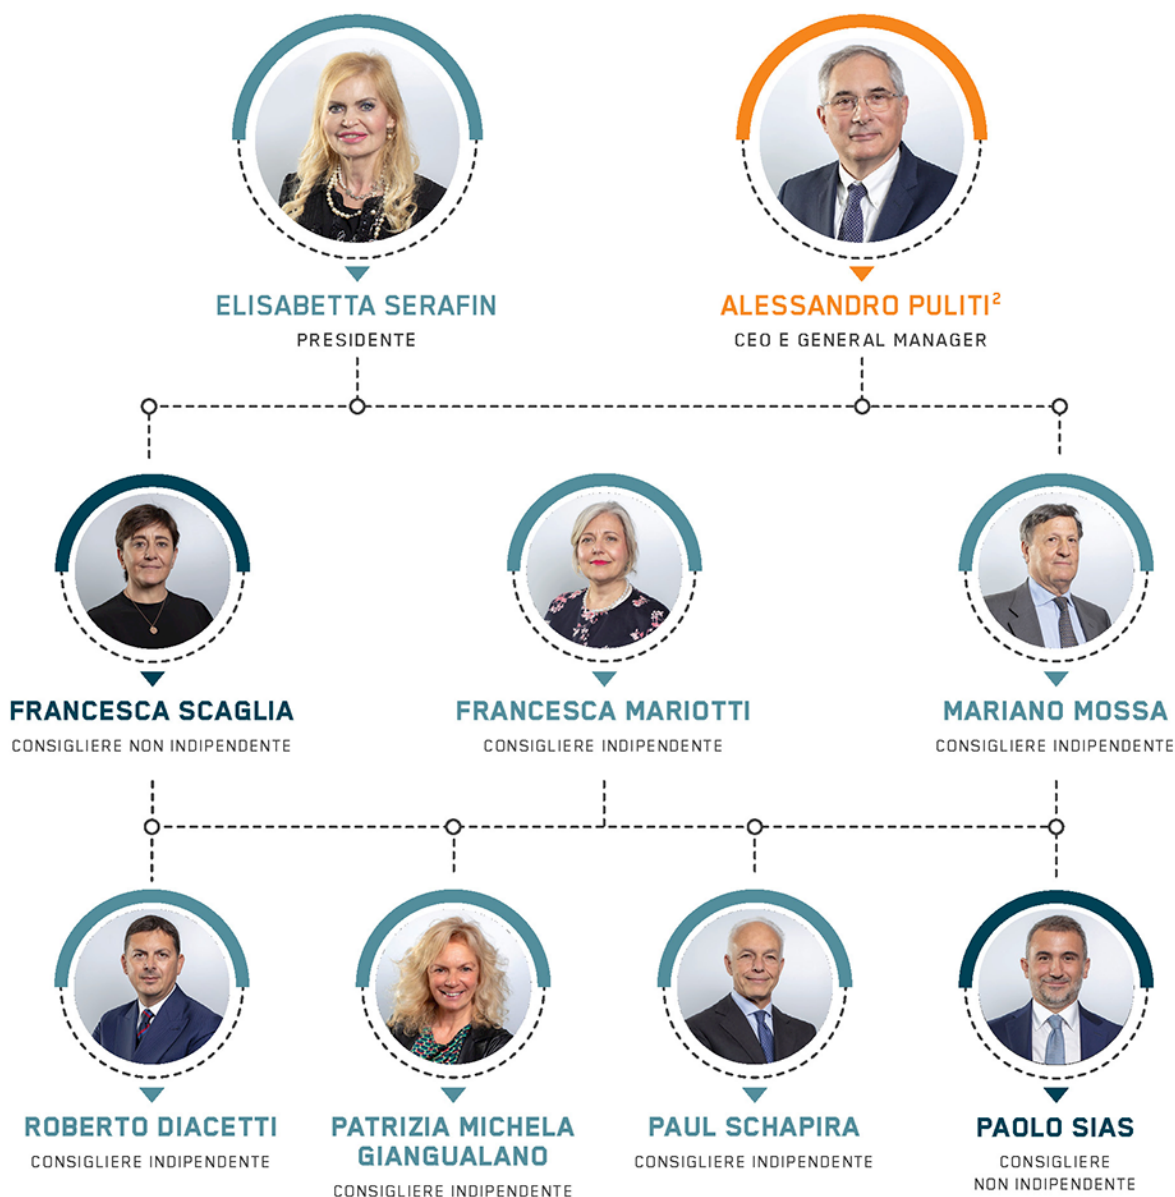 ELISABETTA SERAFIN
PRESIDENTE
ALESSANDRO PULITI²
CEO E GENERAL MANAGER
FRANCESCA SCAGLIA
CONSIGLIERE NON INDIPENDENTE
FRANCESCA MARIOTTI
CONSIGLIERE INDIPENDENTE
MARIANO MOSSA
CONSIGLIERE INDIPENDENTE
ROBERTO DIACETTI
CONSIGLIERE INDIPENDENTE
PATRIZIA MICHELA
GIANGUALANO
CONSIGLIERE INDIPENDENTE
PAUL SCHAPIRA
CONSIGLIERE INDIPENDENTE
PAOLO SIAS
CONSIGLIERE
NON INDIPENDENTE